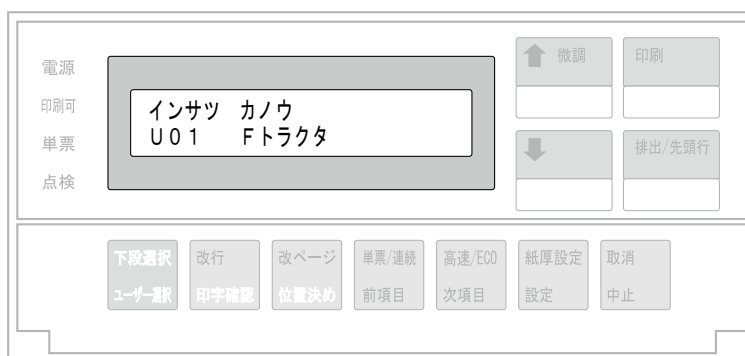 電源
印刷可
単票
点検
インサツ カノウ
U01 Fトラクタ
微調
印刷
排出/先頭行
下段選択
ユーザー選択
改行
印字確認
改ページ
位置決め
単票/連続
前項目
高速/ECO
次項目
紙厚設定
設定
取消
中止